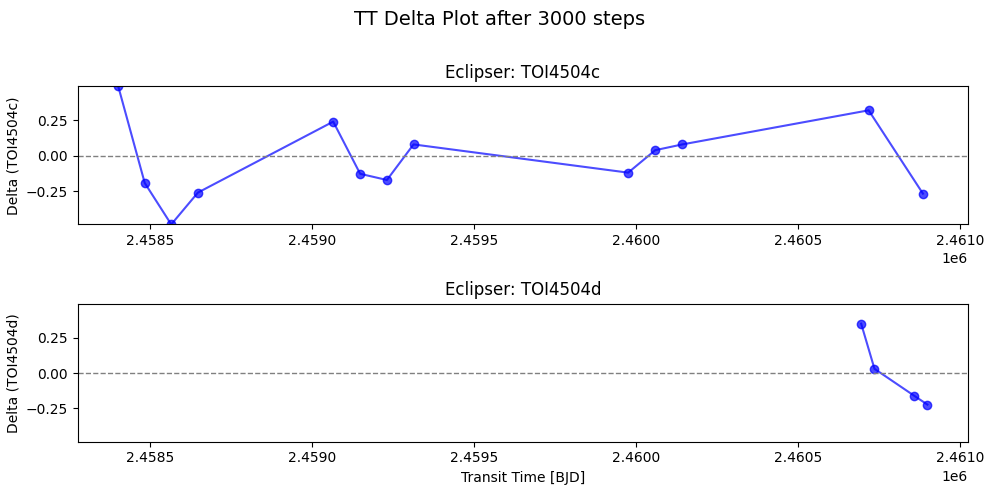 TT Delta Plot after 3000 steps
Eclipser: TOI4504c
Delta (TOI4504c)
0.25
0.00
−0.25
2.4585 2.4590 2.4595 2.4600 2.4605 2.4610
1e6
Eclipser: TOI4504d
Delta (TOI4504d)
0.25
0.00
−0.25
2.4585 2.4590 2.4595 2.4600 2.4605 2.4610
Transit Time [BJD]
1e6